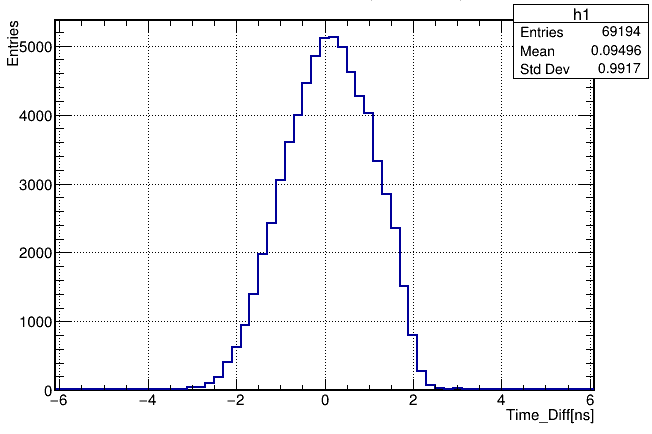 h1
Entries 69194
Mean 0.09496
Std Dev 0.9917
Entries
5000
4000
3000
2000
1000
0
−6 −4 −2 0 2 4 6
Time_Diff[ns]